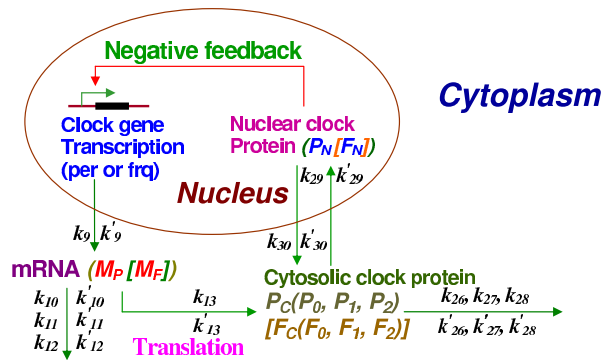 Negative feedback
Cytoplasm
Clock gene
Transcription
(per or frq)
Nuclear clock
Protein (PN[FN])
k29 k'29
Nucleus
k9 k'9
k30 k'30
mRNA (MP [MF])
Cytosolic clock protein
PC(P0, P1, P2)
[FC(F0, F1, F2)]
k10 k'10
k11 k'11
k12 k'12
k13
k'13
Translation
k26, k27, k28
k'26, k'27, k'28